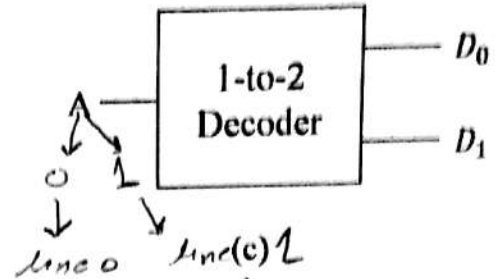 1-to-2
Decoder
D₀
D₁
A
0 1
line 0 line(c) 1